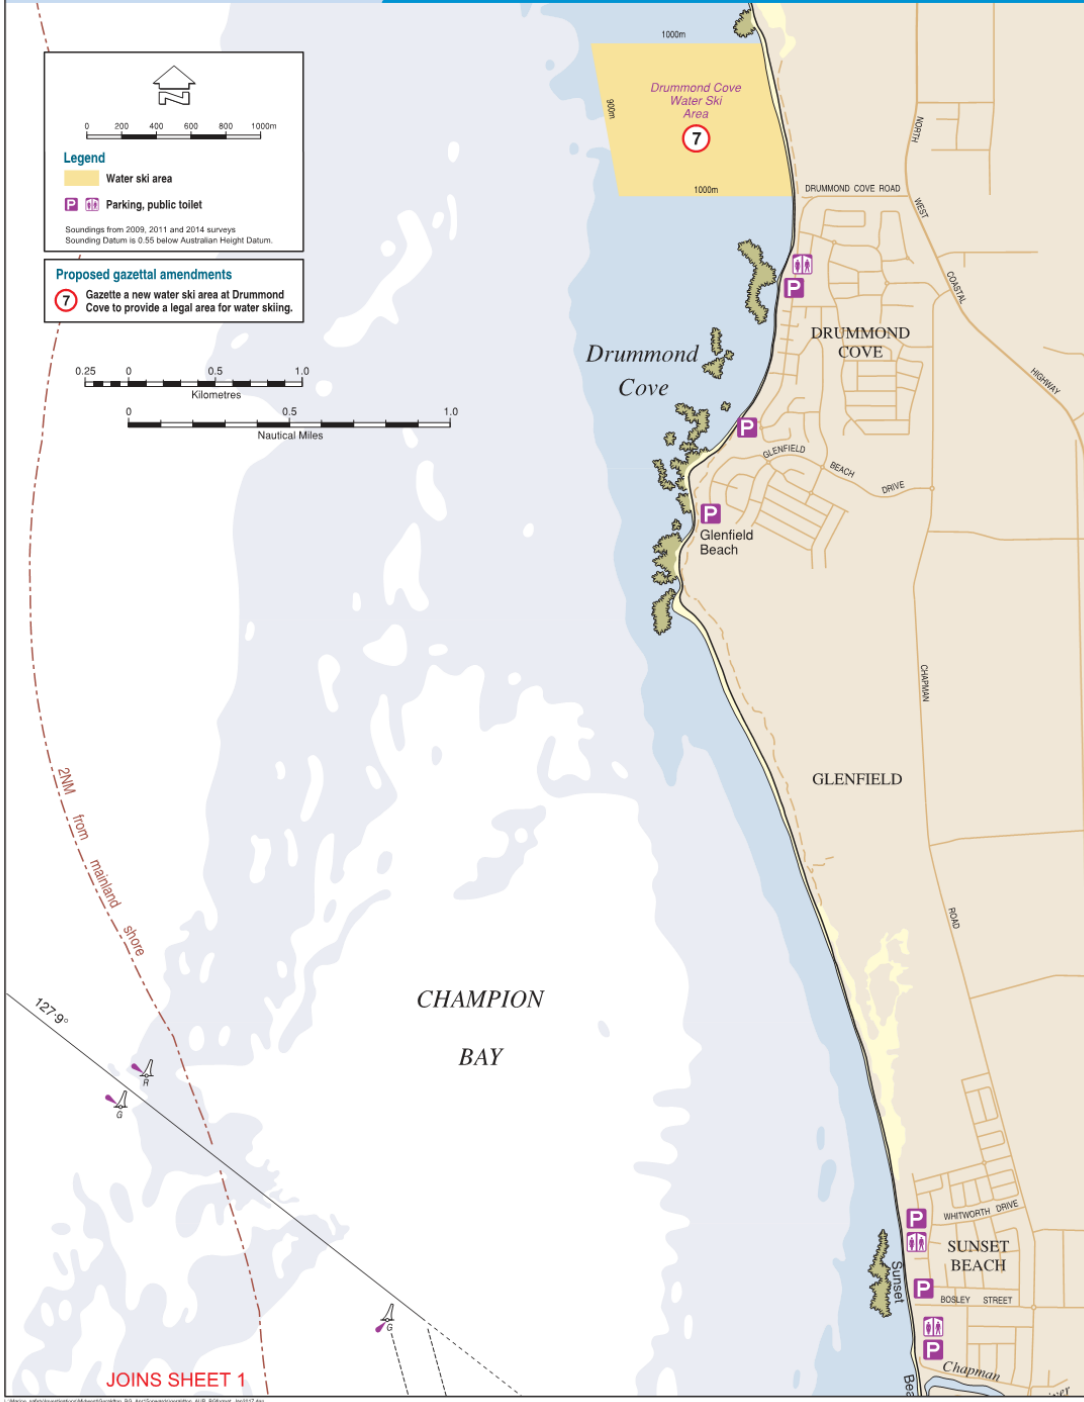 1000m
Drummond Cove
Water Ski
Area
7
900m
1000m
0 200 400 600 800 1000m
Legend
Water ski area
P Parking, public toilet
Soundings from 2009, 2011 and 2014 surveys
Sounding Datum is 0.55 below Australian Height Datum.
Proposed gazettal amendments
7 Gazette a new water ski area at Drummond
Cove to provide a legal area for water skiing.
0.25 0 0.5 1.0
Kilometres
0 0.5 1.0
Nautical Miles
NORTH
WEST
COASTAL
HIGHWAY
DRUMMOND COVE ROAD
P
DRUMMOND
COVE
Drummond
Cove
P
GLENFIELD
BEACH
DRIVE
P
Glenfield
Beach
CHAPMAN
GLENFIELD
ROAD
2NM from mainland shore
CHAMPION
BAY
127·9°
R
G
G
P
WHITWORTH DRIVE
SUNSET
BEACH
Sunset
P
BOSLEY STREET
P
Chapman
JOINS SHEET 1